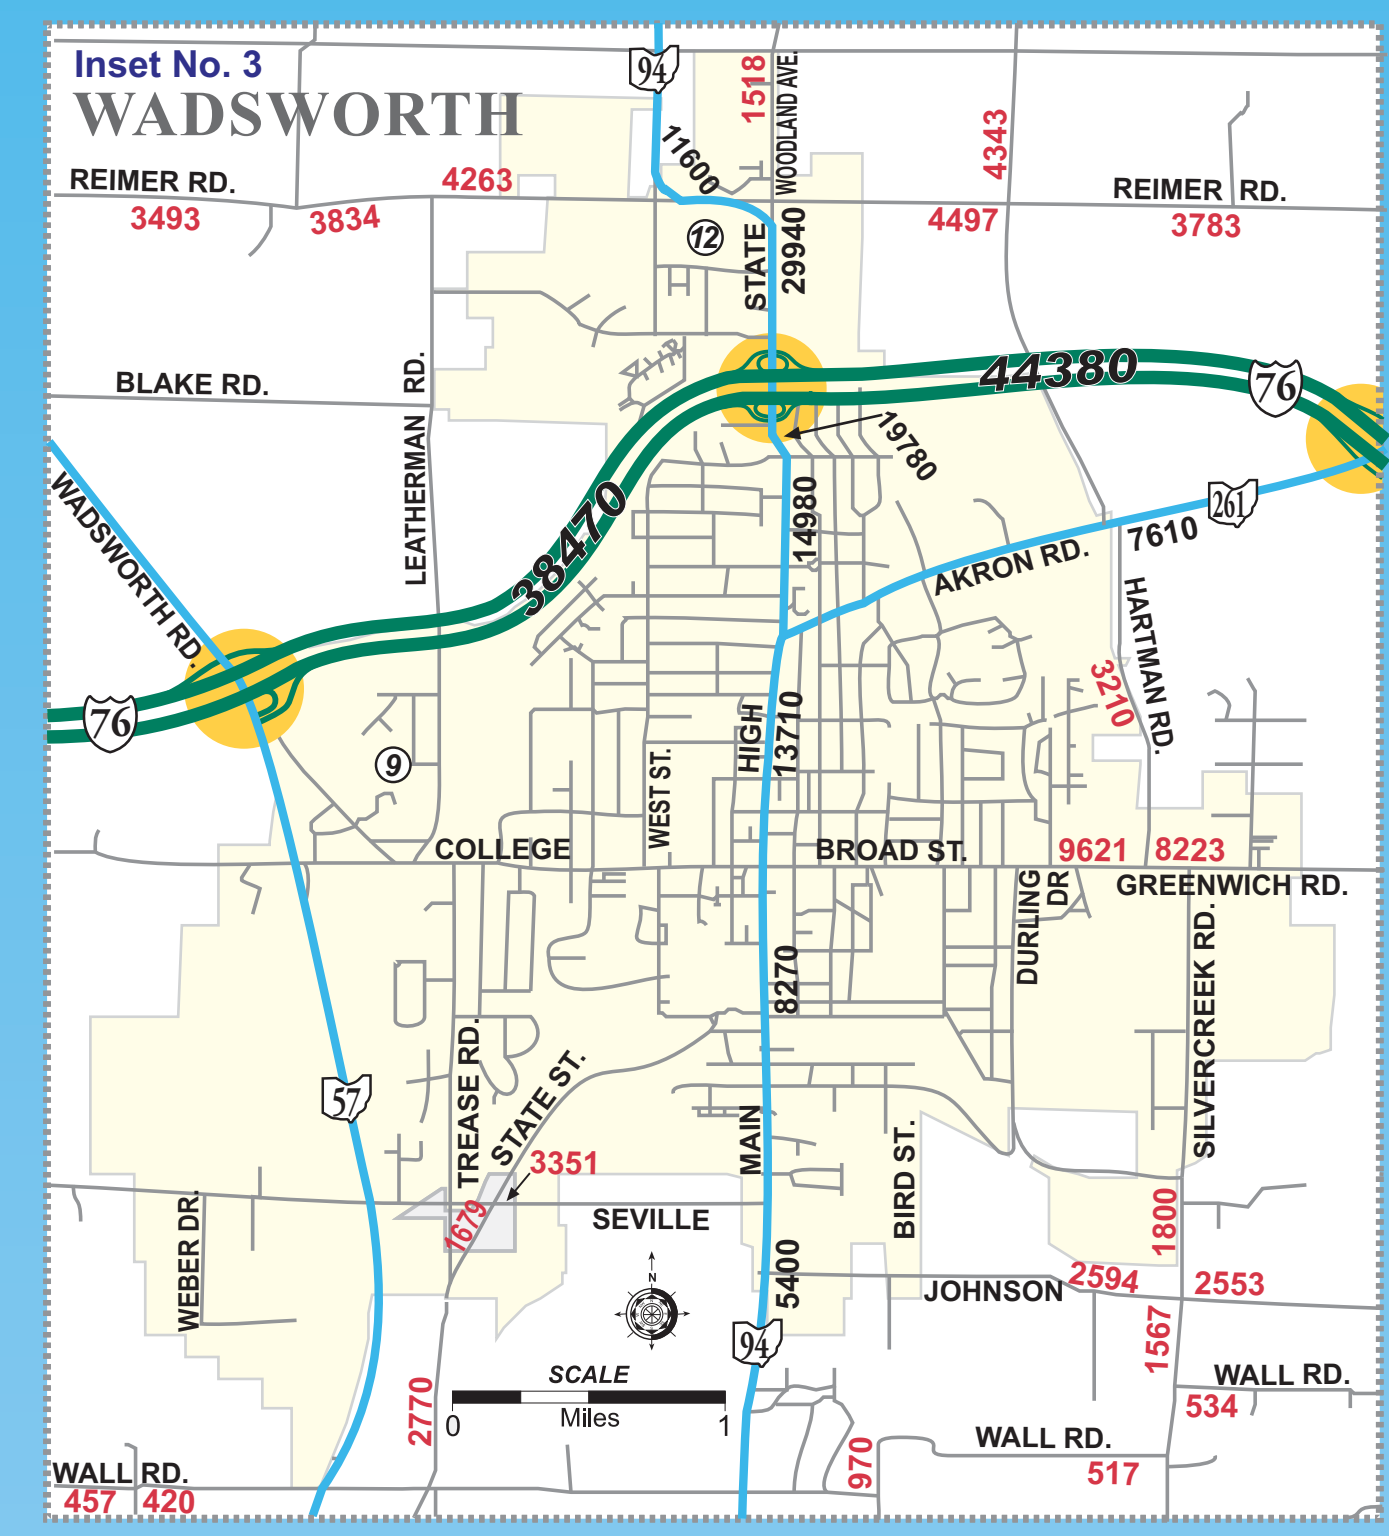 Inset No. 3
WADSWORTH
94
1518
WOODLAND AVE.
11600
4343
REIMER RD.
4263
REIMER RD.
3493
3834
12
STATE
29940
4497
3783
BLAKE RD.
LEATHERMAN RD.
44380
76
19780
WADSWORTH RD.
38470
14980
261
7610
AKRON RD.
HARTMAN RD.
3210
76
9
WEST ST.
HIGH
13710
COLLEGE
BROAD ST.
9621
8223
GREENWICH RD.
DURLING DR
8270
SILVERCREEK RD.
57
TREASE RD.
STATE ST.
MAIN
BIRD ST.
3351
1679
SEVILLE
WEBER DR.
1800
N
5400
JOHNSON
2594
2553
1567
94
SCALE
0
Miles
1
2770
WALL RD.
534
970
WALL RD.
517
WALL RD.
457
420